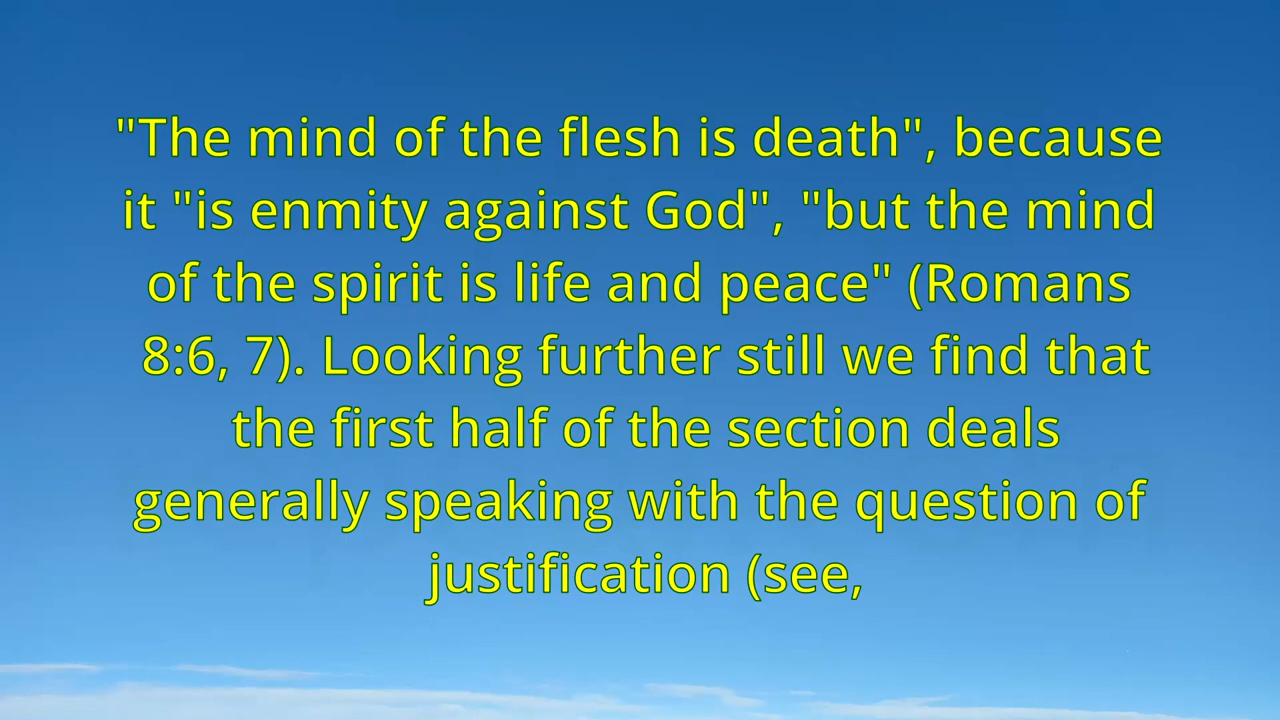 "The mind of the flesh is death", because
it "is enmity against God", "but the mind
of the spirit is life and peace" (Romans
8:6, 7). Looking further still we find that
the first half of the section deals
generally speaking with the question of
justification (see,